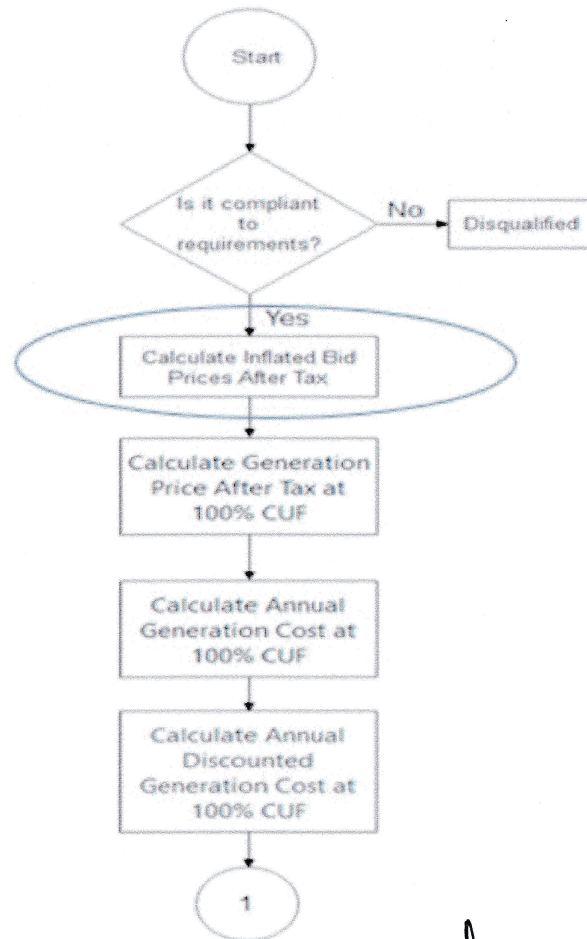 Start
Is it compliant
to
requirements?
No
Disqualified
Yes
Calculate Inflated Bid
Prices After Tax
Calculate Generation
Price After Tax at
100% CUF
Calculate Annual
Generation Cost at
100% CUF
Calculate Annual
Discounted
Generation Cost at
100% CUF
1